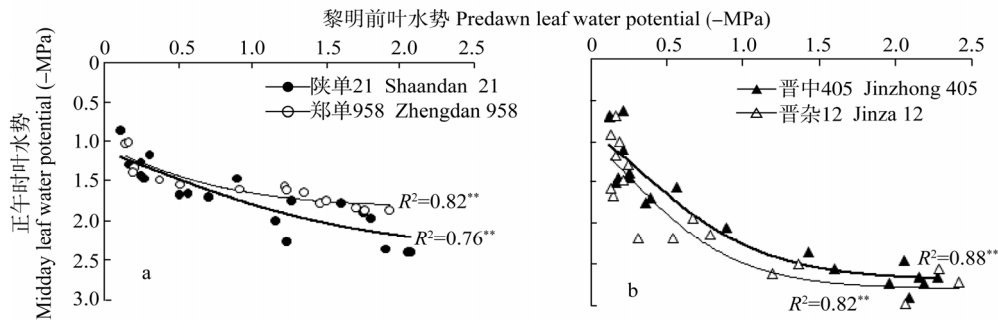 黎明前叶水势 Predawn leaf water potential (–MPa)
0 0.5 1.0 1.5 2.0 2.5
0 0.5 1.0 1.5 2.0 2.5
正午时叶水势
Midday leaf water potential (–MPa)
0
0.5
1.0
1.5
2.0
2.5
3.0
陕单21 Shaandan 21
郑单958 Zhengdan 958
R²=0.82**
R²=0.76**
a
晋中405 Jinzhong 405
晋杂12 Jinza 12
R²=0.88**
R²=0.82**
b